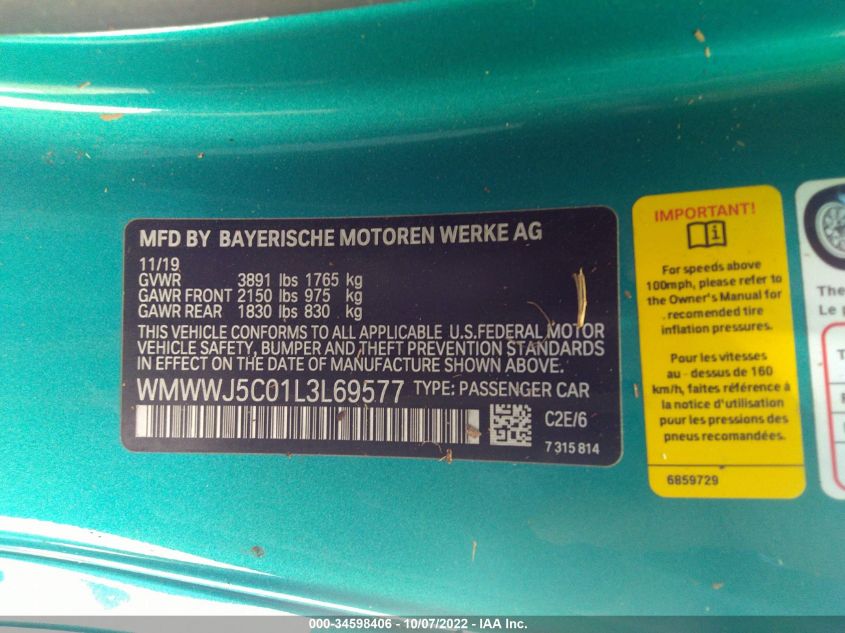 MFD BY BAYERISCHE MOTOREN WERKE AG
11/19
GVWR 3891 lbs 1765 kg
GAWR FRONT 2150 lbs 975 kg
GAWR REAR 1830 lbs 830 kg
THIS VEHICLE CONFORMS TO ALL APPLICABLE U.S.FEDERAL MOTOR
VEHICLE SAFETY, BUMPER AND THEFT PREVENTION STANDARDS
IN EFFECT ON THE DATE OF MANUFACTURE SHOWN ABOVE.
WMWWJ5C01L3L69577 TYPE: PASSENGER CAR
C2E/6
7 315 814
IMPORTANT!
For speeds above
100mph, please refer to
the Owner's Manual for
recomended tire
inflation pressures.
Pour les vitesses
au - dessus de 160
km/h, faites référence à
la notice d'utilisation
pour les pressions des
pneus recomandées.
6859729
The
Le p
T
000-34598406 - 10/07/2022 - IAA Inc.